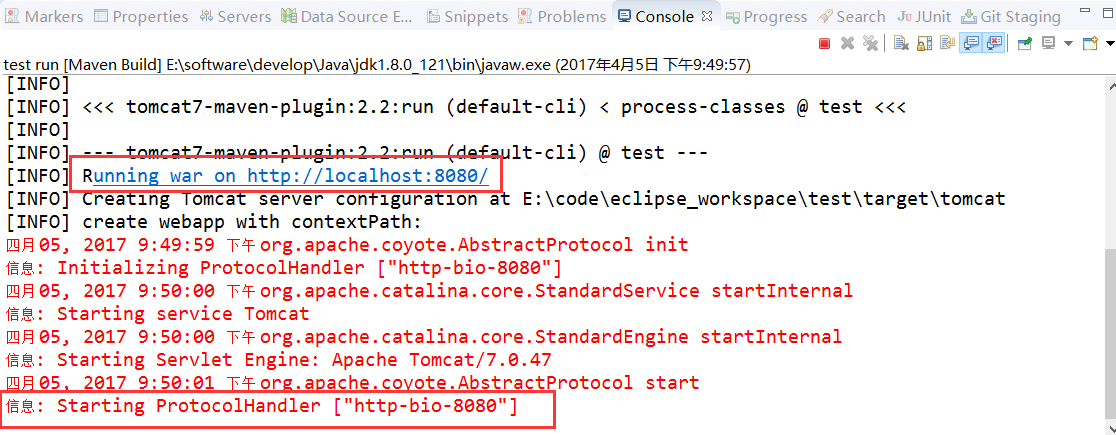 Markers Properties Servers Data Source E... Snippets Problems Console Progress Search JUnit Git Staging
test run [Maven Build] E:\software\develop\Java\jdk1.8.0_121\bin\javaw.exe (2017年4月5日 下午9:49:57)
[INFO]
[INFO] <<< tomcat7-maven-plugin:2.2:run (default-cli) < process-classes @ test <<<
[INFO]
[INFO] --- tomcat7-maven-plugin:2.2:run (default-cli) @ test ---
[INFO] Running war on http://localhost:8080/
[INFO] Creating Tomcat server configuration at E:\code\eclipse_workspace\test\target\tomcat
[INFO] create webapp with contextPath:
四月 05, 2017 9:49:59 下午 org.apache.coyote.AbstractProtocol init
信息: Initializing ProtocolHandler ["http-bio-8080"]
四月 05, 2017 9:50:00 下午 org.apache.catalina.core.StandardService startInternal
信息: Starting service Tomcat
四月 05, 2017 9:50:00 下午 org.apache.catalina.core.StandardEngine startInternal
信息: Starting Servlet Engine: Apache Tomcat/7.0.47
四月 05, 2017 9:50:01 下午 org.apache.coyote.AbstractProtocol start
信息: Starting ProtocolHandler ["http-bio-8080"]